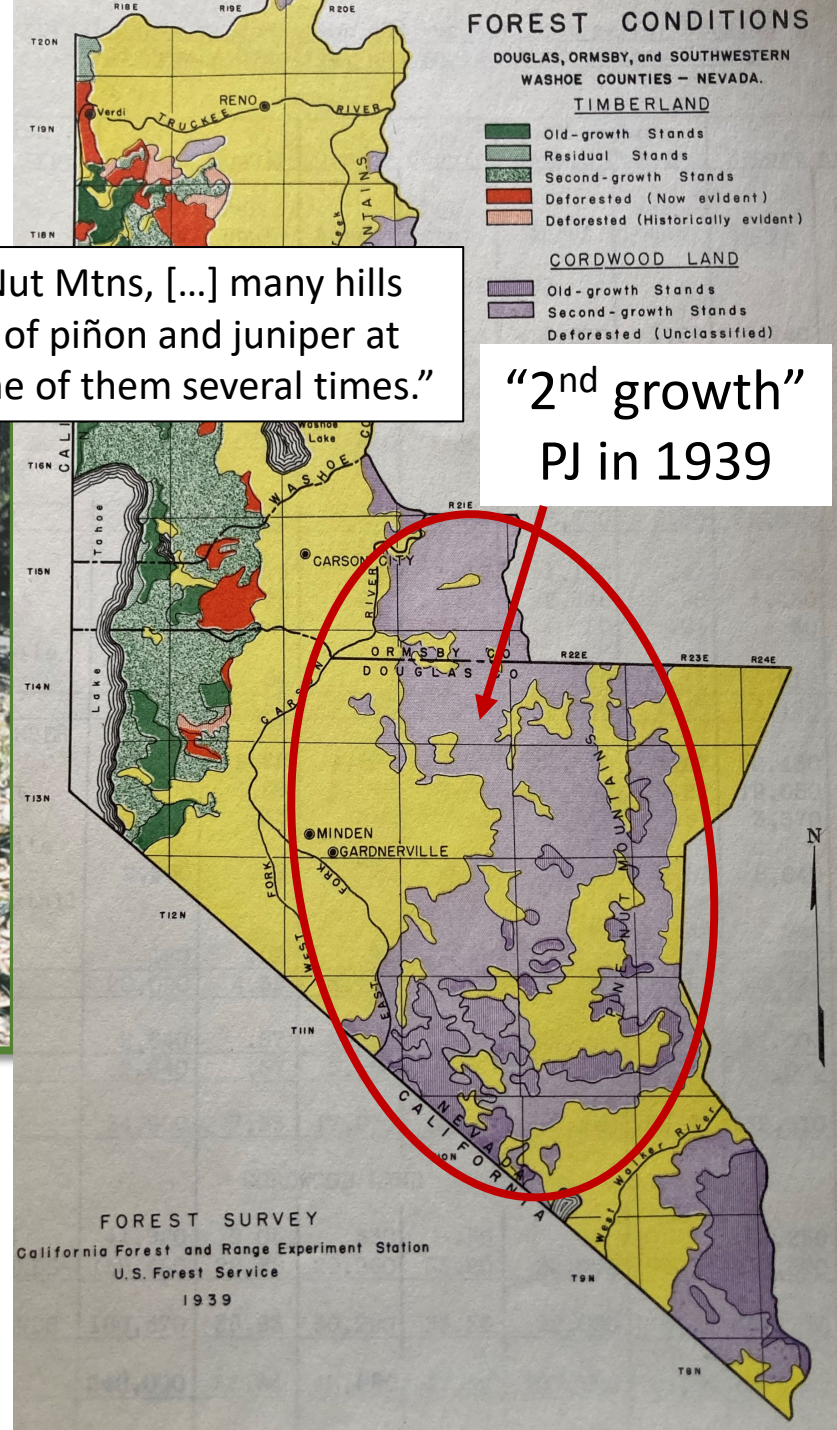 R18E R19E R20E
FOREST CONDITIONS
DOUGLAS, ORMSBY, and SOUTHWESTERN
WASHOE COUNTIES – NEVADA.
TIMBERLAND
Old-growth Stands
Residual Stands
Second-growth Stands
Deforested (Now evident)
Deforested (Historically evident)
CORDWOOD LAND
Old-growth Stands
Second-growth Stands
Deforested (Unclassified)
T20N
RENO
Verdi
TRUCKEE RIVER
T19N
T18N
Nut Mtns, […] many hills
of piñon and juniper at
of them several times.”
“2nd growth”
PJ in 1939
Washoe
Lake
WASHOE
T16N
R21E
Tahoe
Lake
CARSON CITY
T15N
RIVER
CARSON
ORMSBY CO
DOUGLAS CO
R22E R23E R24E
T14N
PINE NUT MOUNTAINS
T13N
MINDEN
GARDNERVILLE
N
WEST FORK
EAST FORK
T12N
T11N
NEVADA
CALIFORNIA
West Walker River
T9N
T8N
FOREST SURVEY
California Forest and Range Experiment Station
U.S. Forest Service
1939